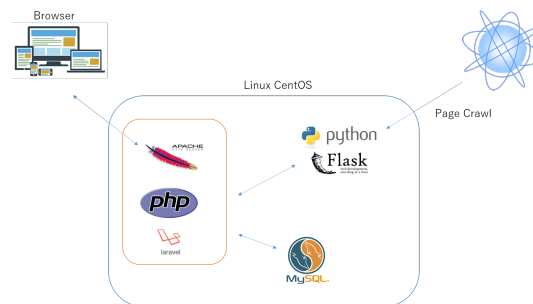 Browser
Linux CentOS
Page Crawl
APACHE
python
Flask
php
laravel
MySQL